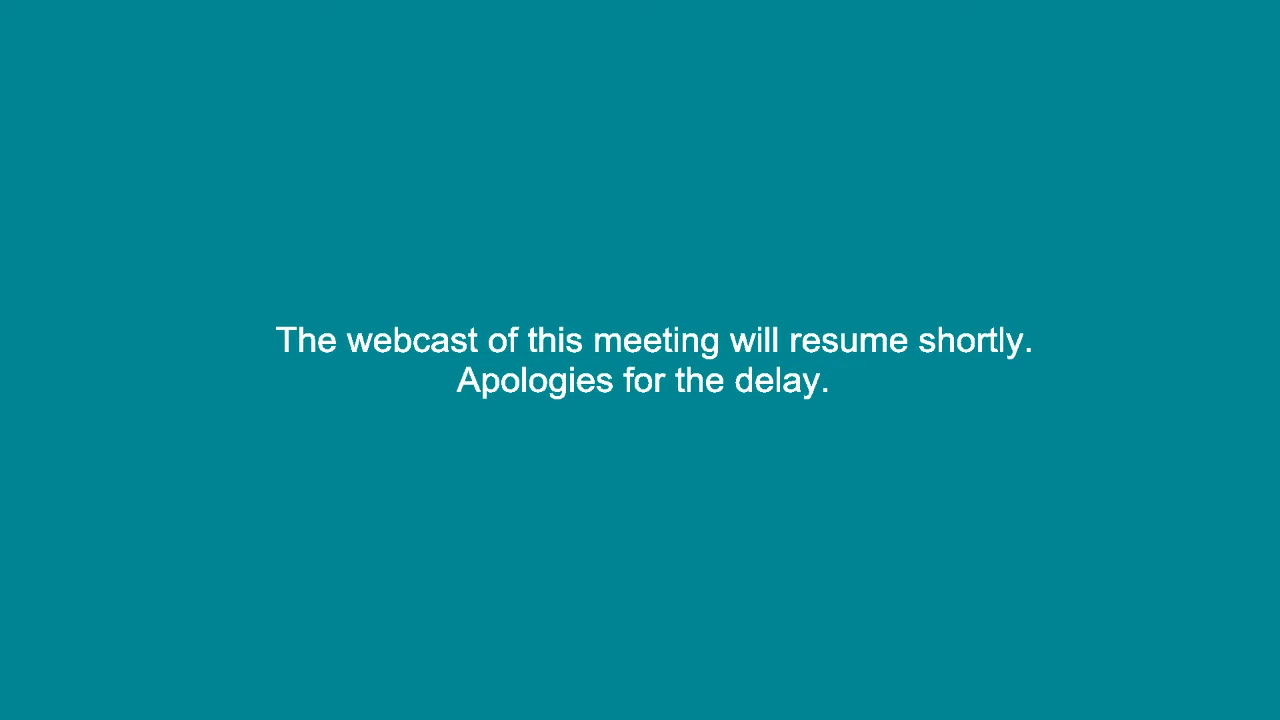 The webcast of this meeting will resume shortly.
Apologies for the delay.